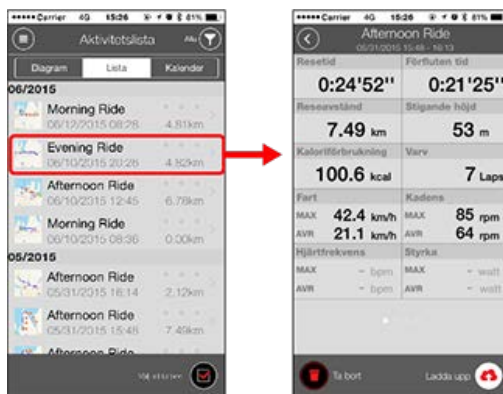 Carrier 4G 15:26 81%
Aktivitetslista
Diagram Lista Kalender
06/2015
Morning Ride
06/12/2015 08:28 4.81km
Evening Ride
06/10/2015 20:26 4.82km
Afternoon Ride
06/10/2015 12:45 6.78km
Morning Ride
06/10/2015 08:36 0.00km
05/2015
Afternoon Ride
05/31/2015 16:14 2.12km
Afternoon Ride
05/31/2015 15:48 7.49km
Afternoon Ride
Carrier 4G 15:26 81%
Afternoon Ride
05/31/2015 15:48 - 16:13
Resetid Förfluten tid
0:24'52" 0:21'25"
Reseavstånd Stigande höjd
7.49 km 53 m
Kaloriförbrukning Varv
100.6 kcal 7 Laps
Fart Kadens
MAX 42.4 km/h MAX 85 rpm
AVR 21.1 km/h AVR 64 rpm
Hjärtfrekvens Styrka
MAX - bpm MAX - watt
AVR - bpm AVR - watt
Ta bort Ladda upp